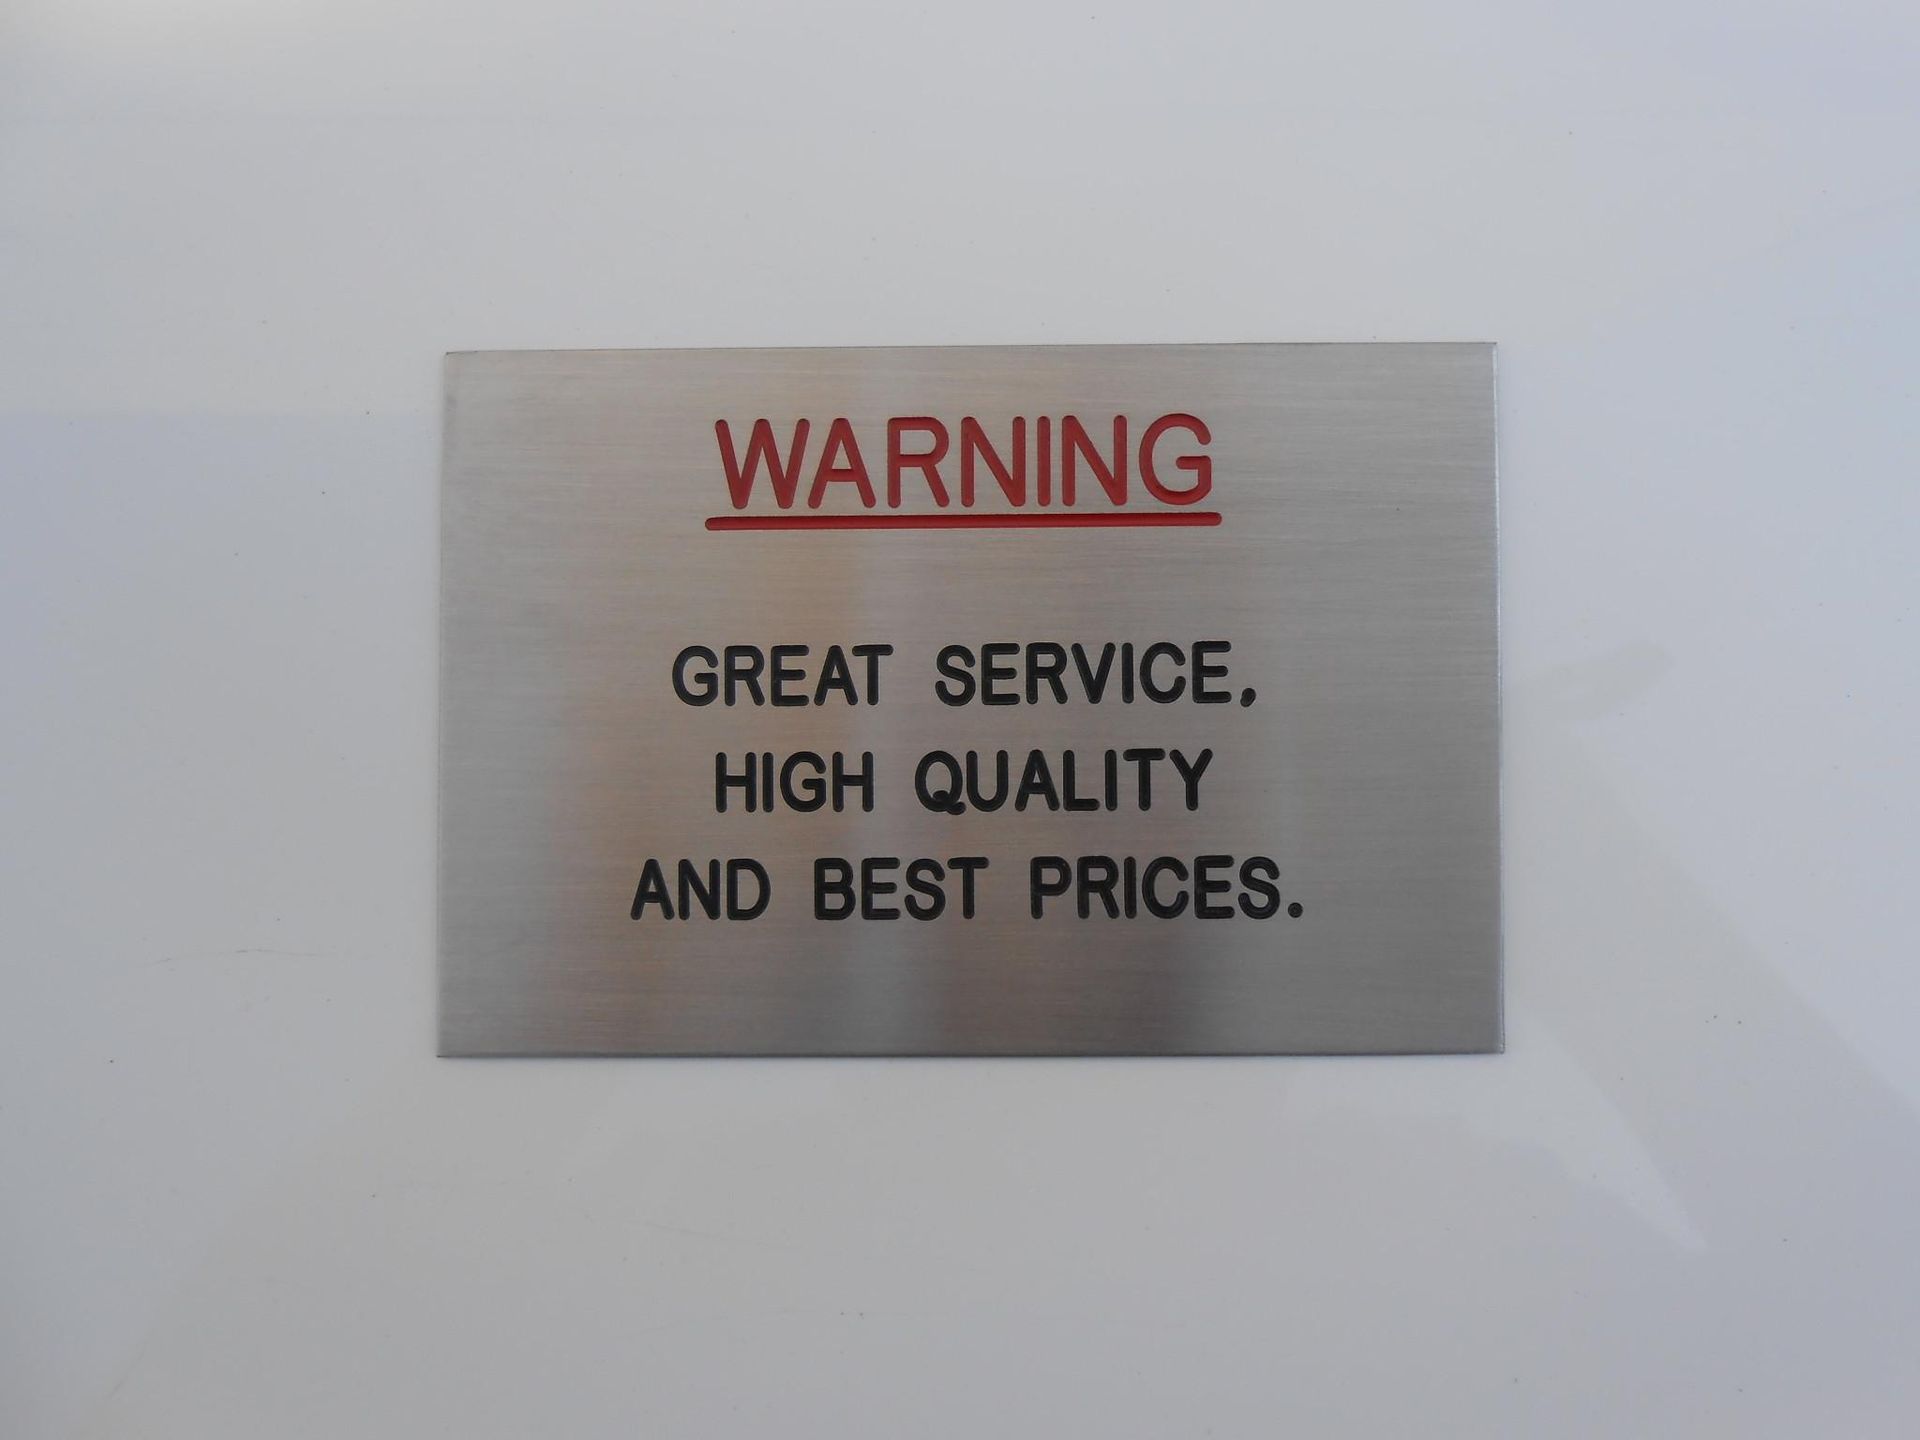 WARNING
GREAT SERVICE,
HIGH QUALITY
AND BEST PRICES.